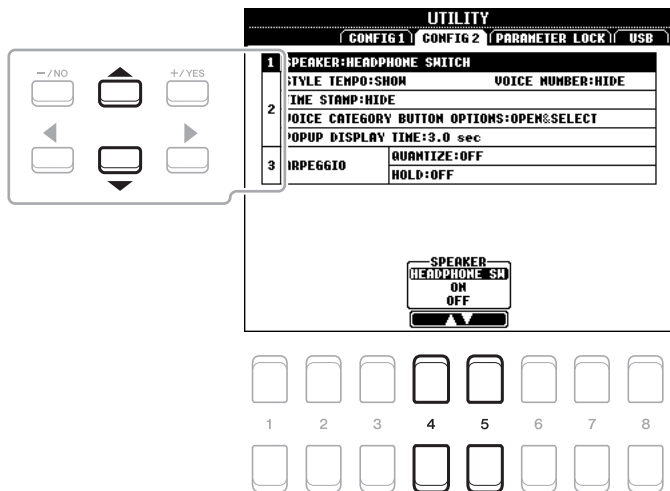 UTILITY
CONFIG 1 CONFIG 2 PARAMETER LOCK USB
-/NO +/YES
1 SPEAKER:HEADPHONE SWITCH
STYLE TEMPO:SHOW VOICE NUMBER:HIDE
2 TIME STAMP:HIDE
VOICE CATEGORY BUTTON OPTIONS:OPEN&SELECT
POPUP DISPLAY TIME:3.0 sec
3 ARPEGGIO QUANTIZE:OFF
HOLD:OFF
SPEAKER
HEADPHONE SW
ON
OFF
1 2 3 4 5 6 7 8